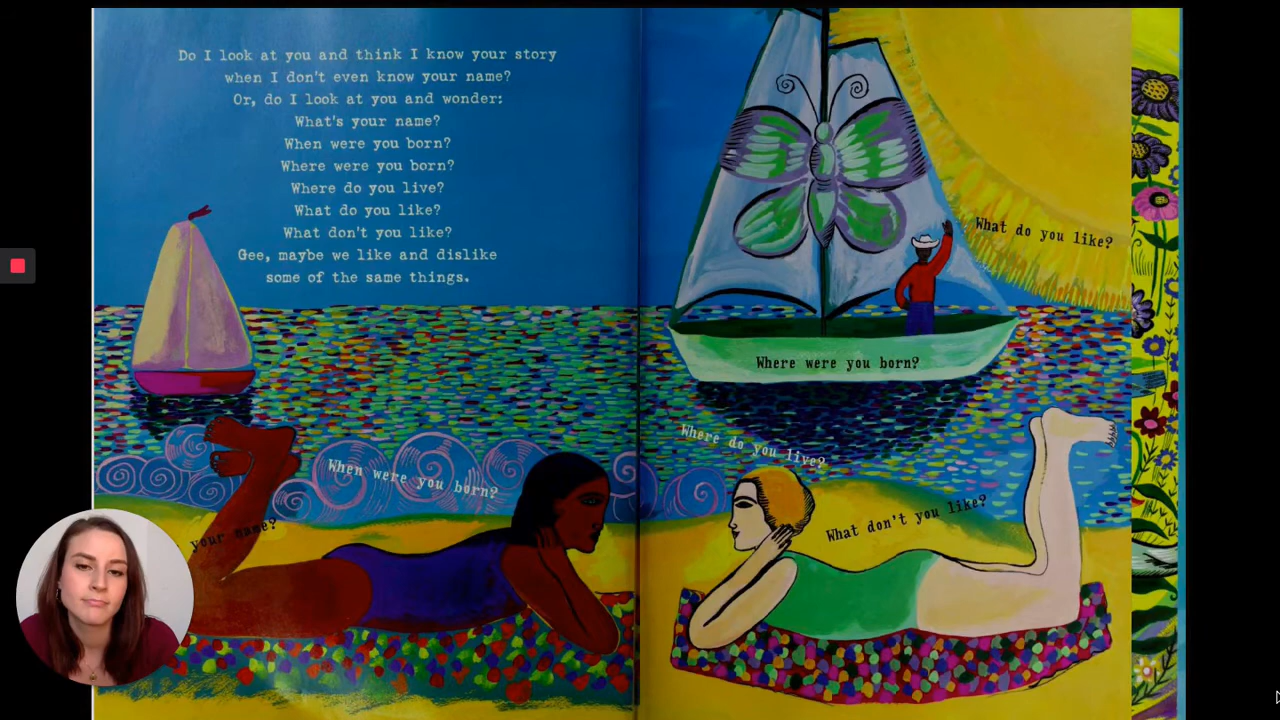 Do I look at you and think I know your story
when I don't even know your name?
Or, do I look at you and wonder:
What's your name?
When were you born?
Where were you born?
Where do you live?
What do you like?
What don't you like?
Gee, maybe we like and dislike
some of the same things.
What do you like?
Where were you born?
Where do you live?
When were you born?
What don't you like?
your name?